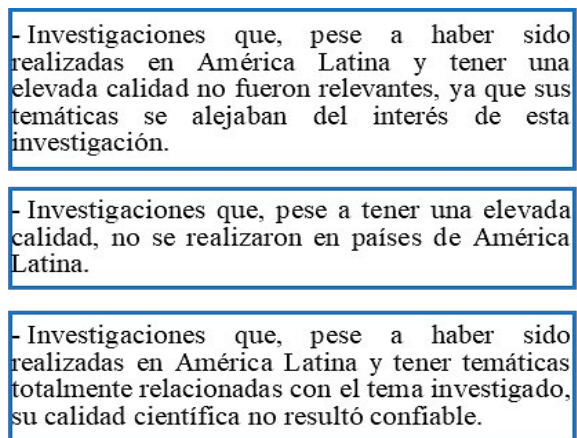 - Investigaciones que, pese a haber sido
realizadas en América Latina y tener una
elevada calidad no fueron relevantes, ya que sus
temáticas se alejaban del interés de esta
investigación.
- Investigaciones que, pese a tener una elevada
calidad, no se realizaron en países de América
Latina.
- Investigaciones que, pese a haber sido
realizadas en América Latina y tener temáticas
totalmente relacionadas con el tema investigado,
su calidad científica no resultó confiable.